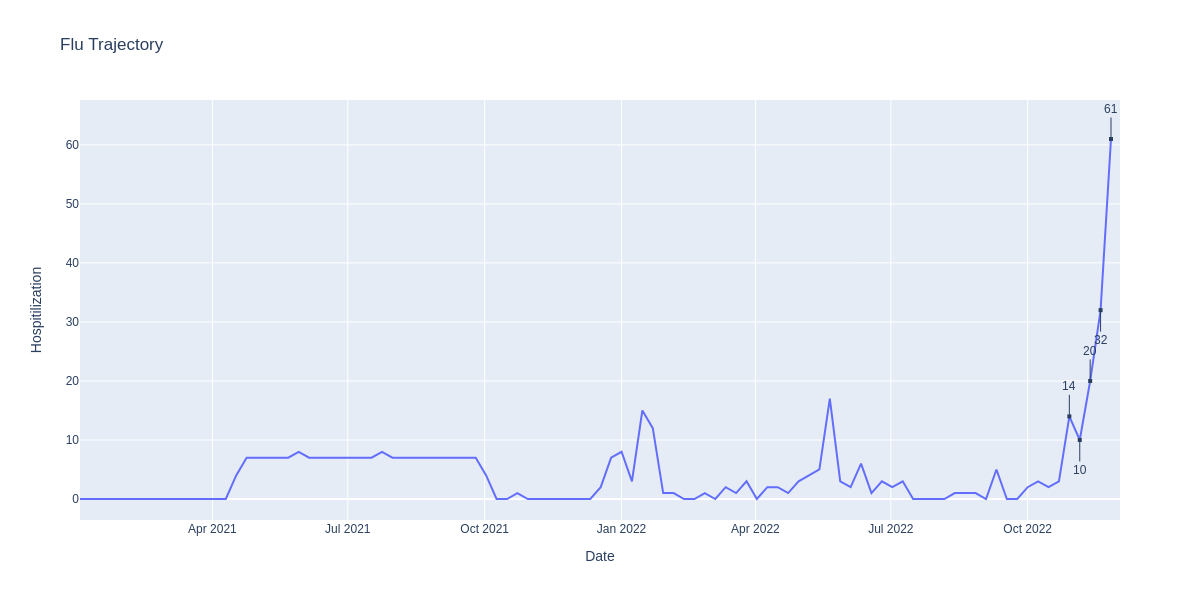 Flu Trajectory
61
60
50
40
30
32
20
14
20
10
10
0
Hospitilization
Apr 2021
Jul 2021
Oct 2021
Jan 2022
Apr 2022
Jul 2022
Oct 2022
Date